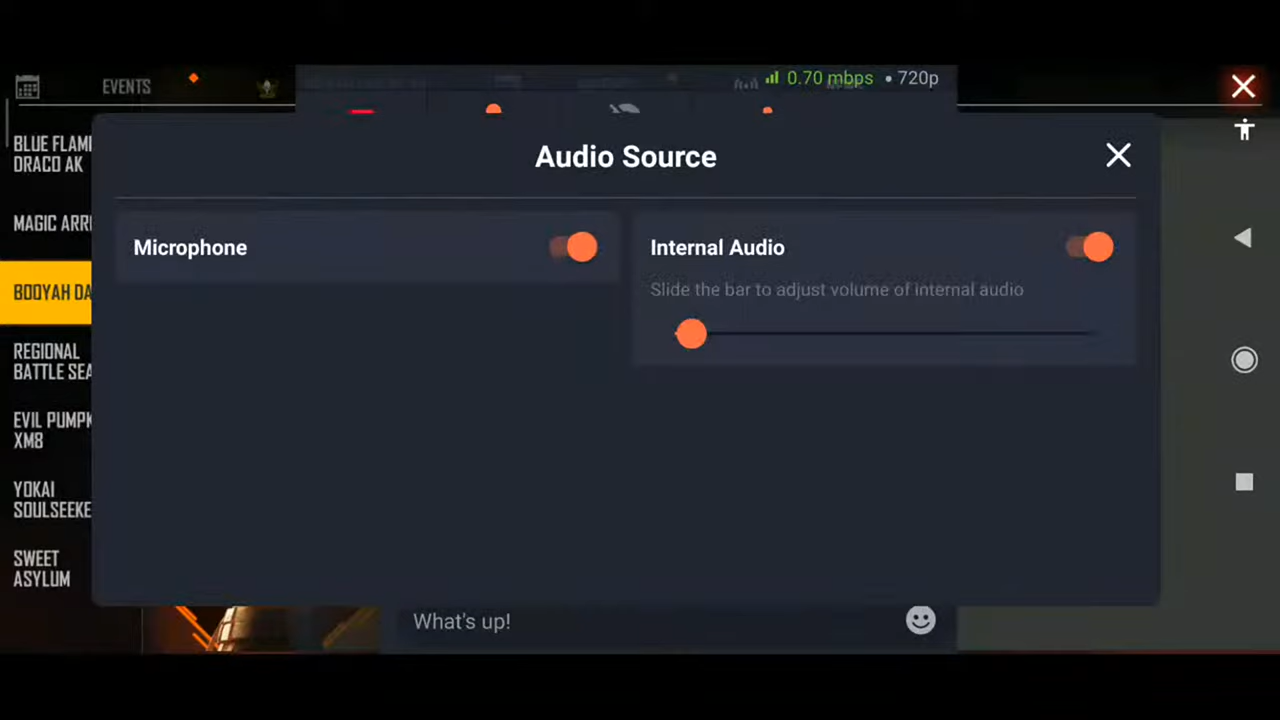 EVENTS
0.70 mbps • 720p
BLUE FLAM
DRACO AK
MAGIC ARR
BOOYAH DA
REGIONAL
BATTLE SEA
EVIL PUMPK
XM8
YOKAI
SOULSEEKE
SWEET
ASYLUM
Audio Source
Microphone
Internal Audio
Slide the bar to adjust volume of internal audio
What's up!